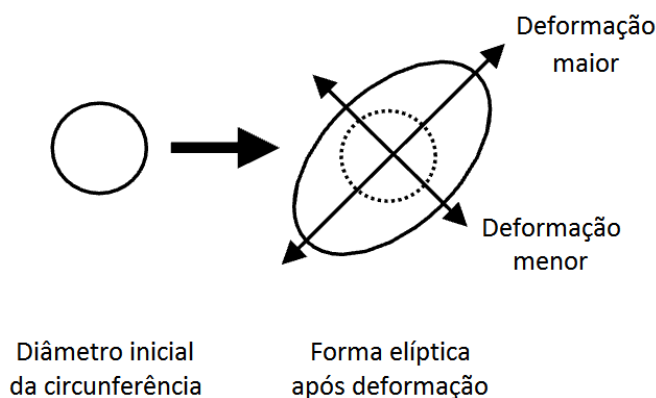 Deformação
maior
Deformação
menor
Diâmetro inicial
da circunferência
Forma elíptica
após deformação